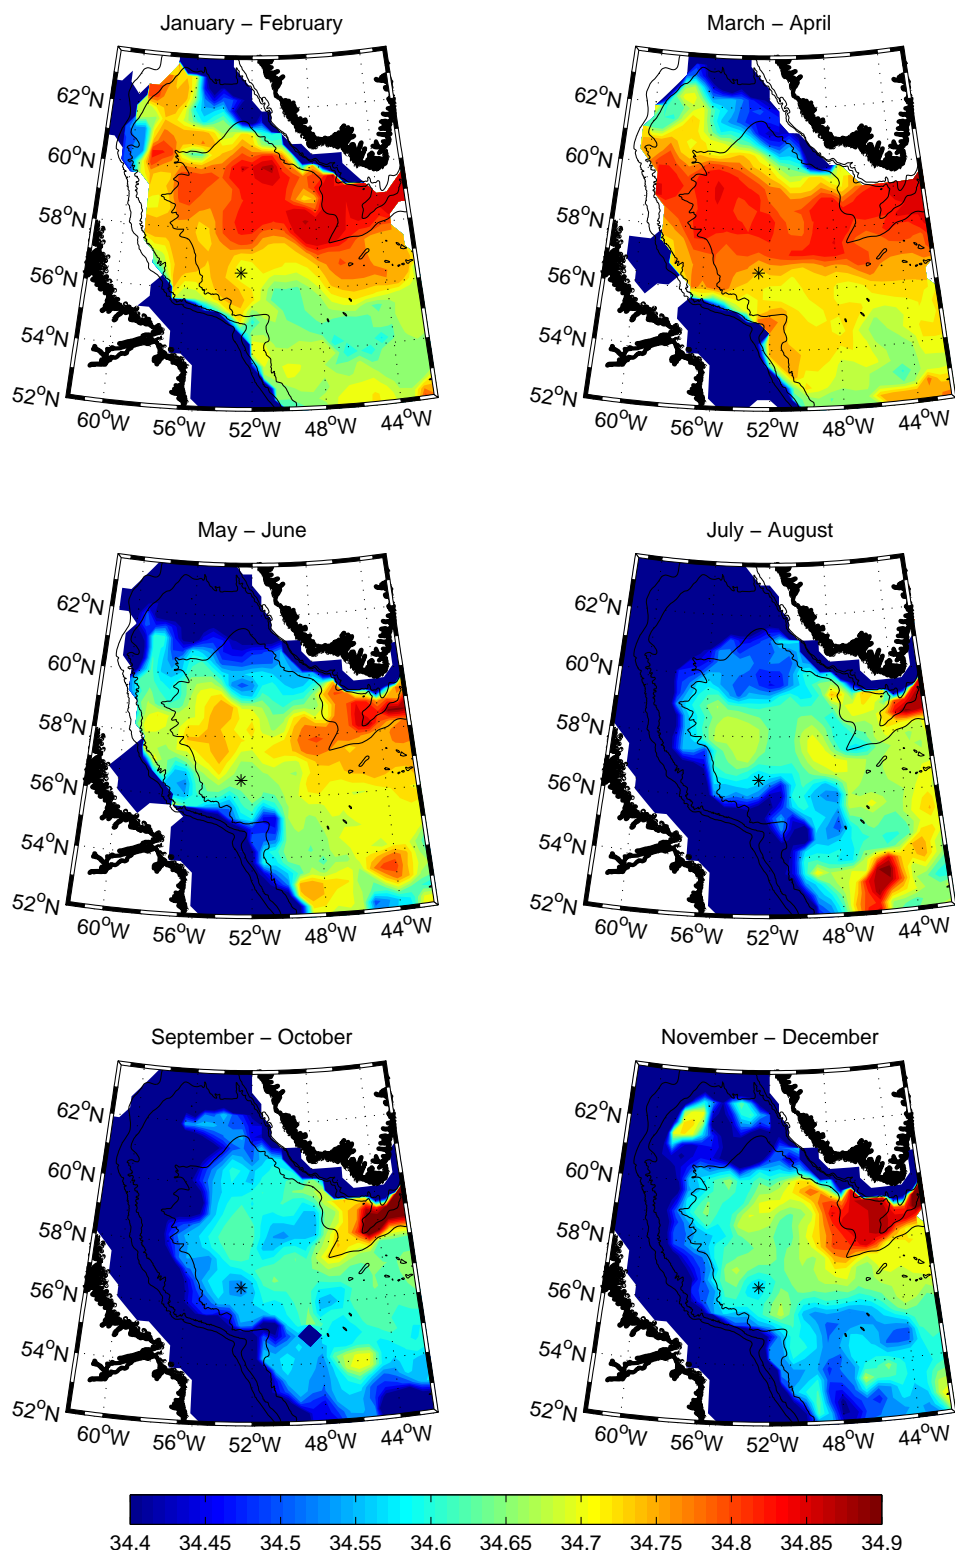 January – February
March – April
62°N
60°N
58°N
56°N
54°N
52°N
60°W
56°W
52°W
48°W
44°W
62°N
60°N
58°N
56°N
54°N
52°N
60°W
56°W
52°W
48°W
44°W
May – June
July – August
62°N
60°N
58°N
56°N
54°N
52°N
60°W
56°W
52°W
48°W
44°W
62°N
60°N
58°N
56°N
54°N
52°N
60°W
56°W
52°W
48°W
44°W
September – October
November – December
62°N
60°N
58°N
56°N
54°N
52°N
60°W
56°W
52°W
48°W
44°W
62°N
60°N
58°N
56°N
54°N
52°N
60°W
56°W
52°W
48°W
44°W
34.4 34.45 34.5 34.55 34.6 34.65 34.7 34.75 34.8 34.85 34.9